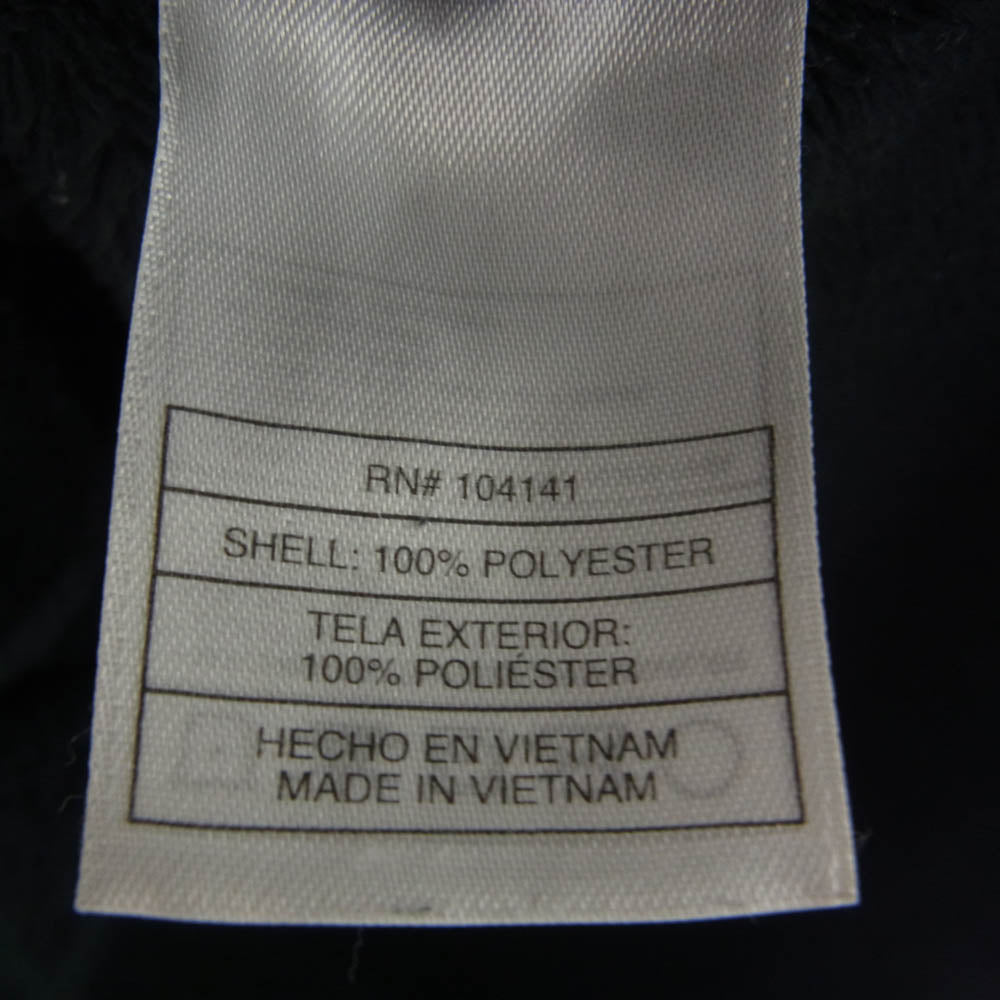 RN# 104141
SHELL: 100% POLYESTER
TELA EXTERIOR:
100% POLIÉSTER
HECHO EN VIETNAM
MADE IN VIETNAM